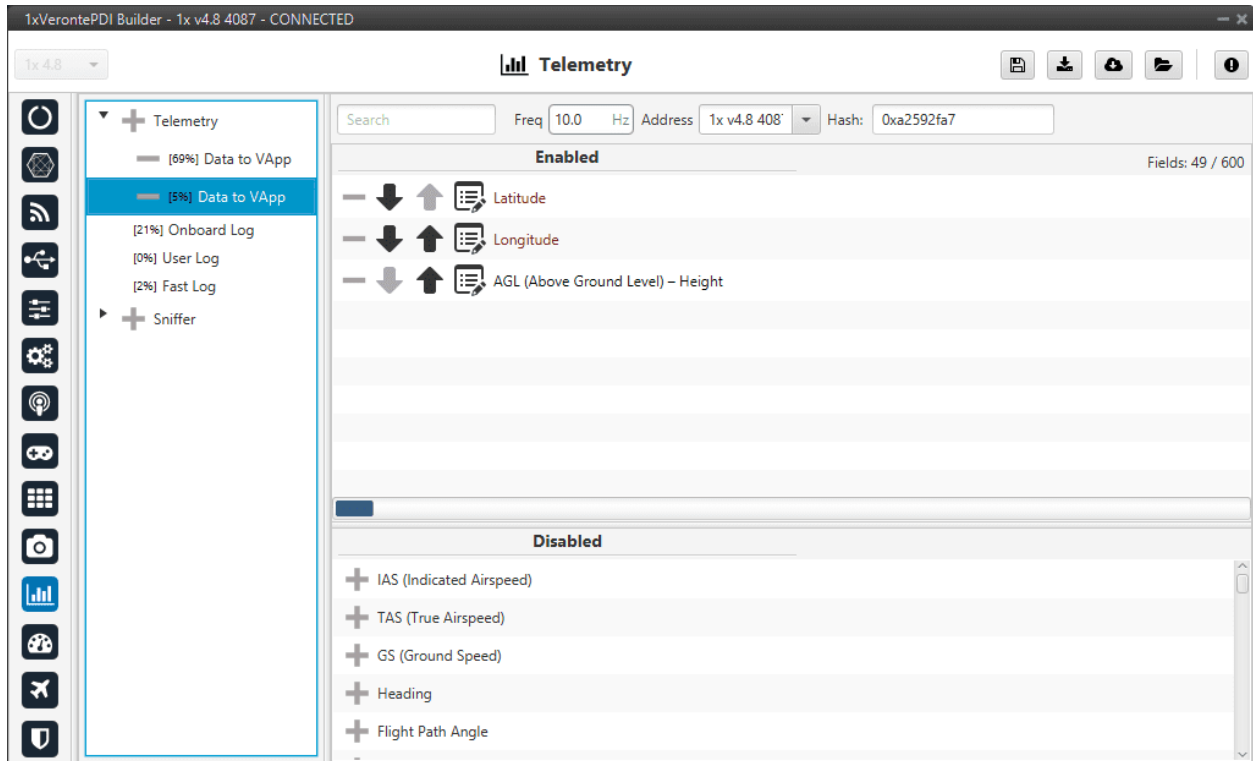 1xVerontePDI Builder - 1x v4.8 4087 - CONNECTED
1x 4.8
Telemetry
Telemetry
[69%] Data to VApp
[5%] Data to VApp
[21%] Onboard Log
[0%] User Log
[2%] Fast Log
Sniffer
Search Freq 10.0 Hz Address 1x v4.8 408 Hash: 0xa2592fa7
Enabled
Fields: 49 / 600
Latitude
Longitude
AGL (Above Ground Level) – Height
Disabled
IAS (Indicated Airspeed)
TAS (True Airspeed)
GS (Ground Speed)
Heading
Flight Path Angle